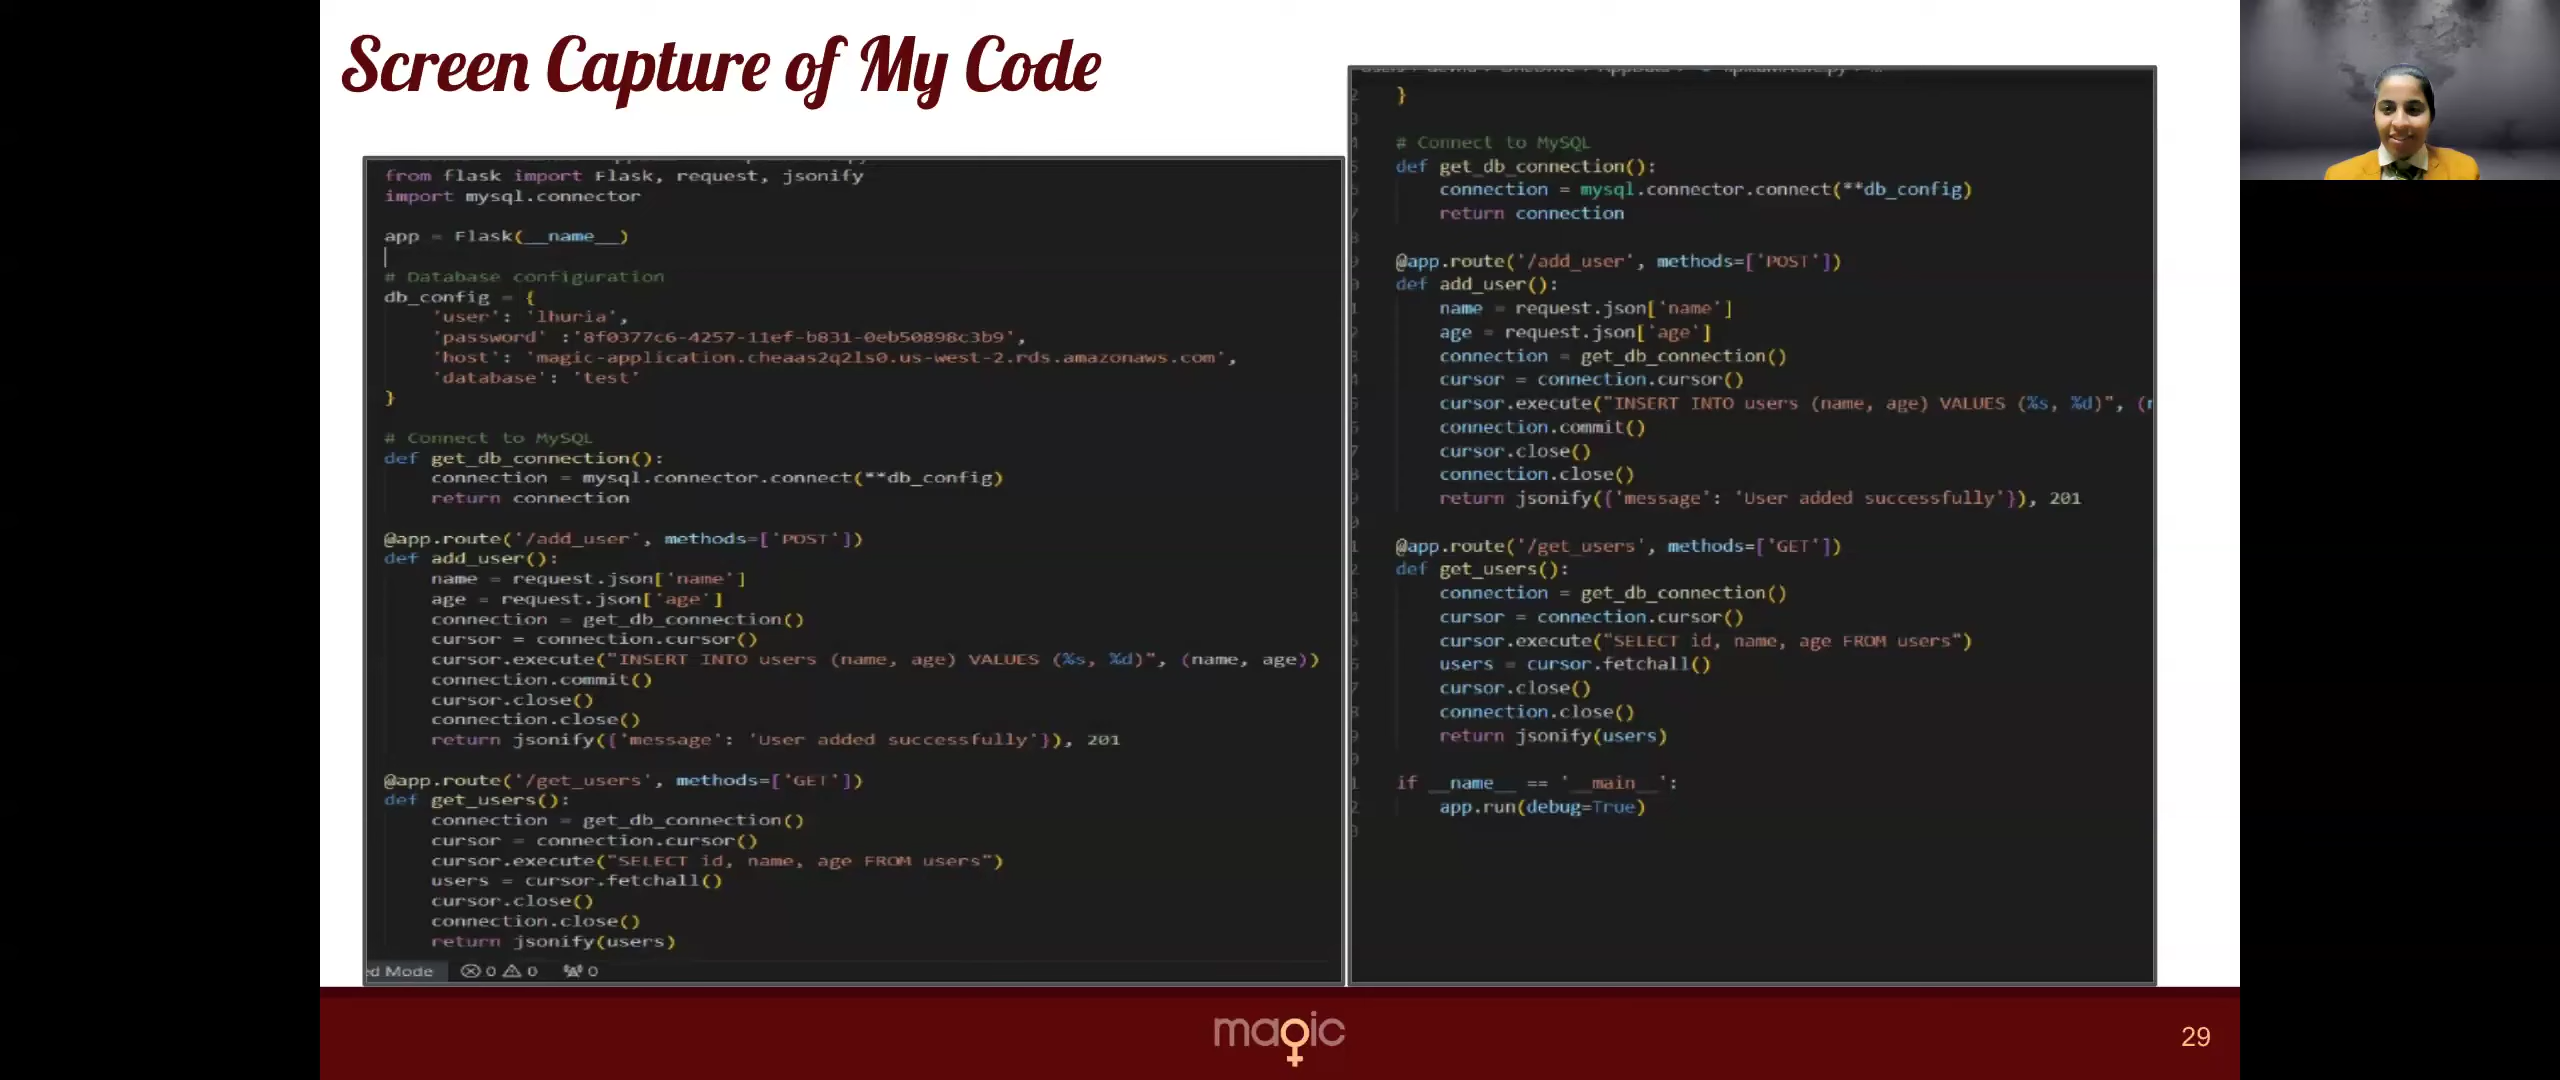 Screen Capture of My Code
from flask import Flask, request, jsonify
import mysql.connector
app = Flask(__name__)
# Database configuration
db_config = {
'user': 'lhuria',
'password' :'8f0377c6-4257-11ef-b831-0eb50898c3b9',
'host': 'magic-application.cheaas2q2ls0.us-west-2.rds.amazonaws.com',
'database': 'test'
}
# Connect to MySQL
def get_db_connection():
connection = mysql.connector.connect(**db_config)
return connection
@app.route('/add_user', methods=['POST'])
def add_user():
name = request.json['name']
age = request.json['age']
connection = get_db_connection()
cursor = connection.cursor()
cursor.execute("INSERT INTO users (name, age) VALUES (%s, %d)", (name, age))
connection.commit()
cursor.close()
connection.close()
return jsonify({'message': 'User added successfully'}), 201
@app.route('/get_users', methods=['GET'])
def get_users():
connection = get_db_connection()
cursor = connection.cursor()
cursor.execute("SELECT id, name, age FROM users")
users = cursor.fetchall()
cursor.close()
connection.close()
return jsonify(users)
ed Mode 0 0 0
}
# Connect to MySQL
def get_db_connection():
connection = mysql.connector.connect(**db_config)
return connection
@app.route('/add_user', methods=['POST'])
def add_user():
name = request.json['name']
age = request.json['age']
connection = get_db_connection()
cursor = connection.cursor()
cursor.execute("INSERT INTO users (name, age) VALUES (%s, %d)", (
connection.commit()
cursor.close()
connection.close()
return jsonify({'message': 'User added successfully'}), 201
@app.route('/get_users', methods=['GET'])
def get_users():
connection = get_db_connection()
cursor = connection.cursor()
cursor.execute("SELECT id, name, age FROM users")
users = cursor.fetchall()
cursor.close()
connection.close()
return jsonify(users)
if __name__ == '__main__':
app.run(debug=True)
magic
29